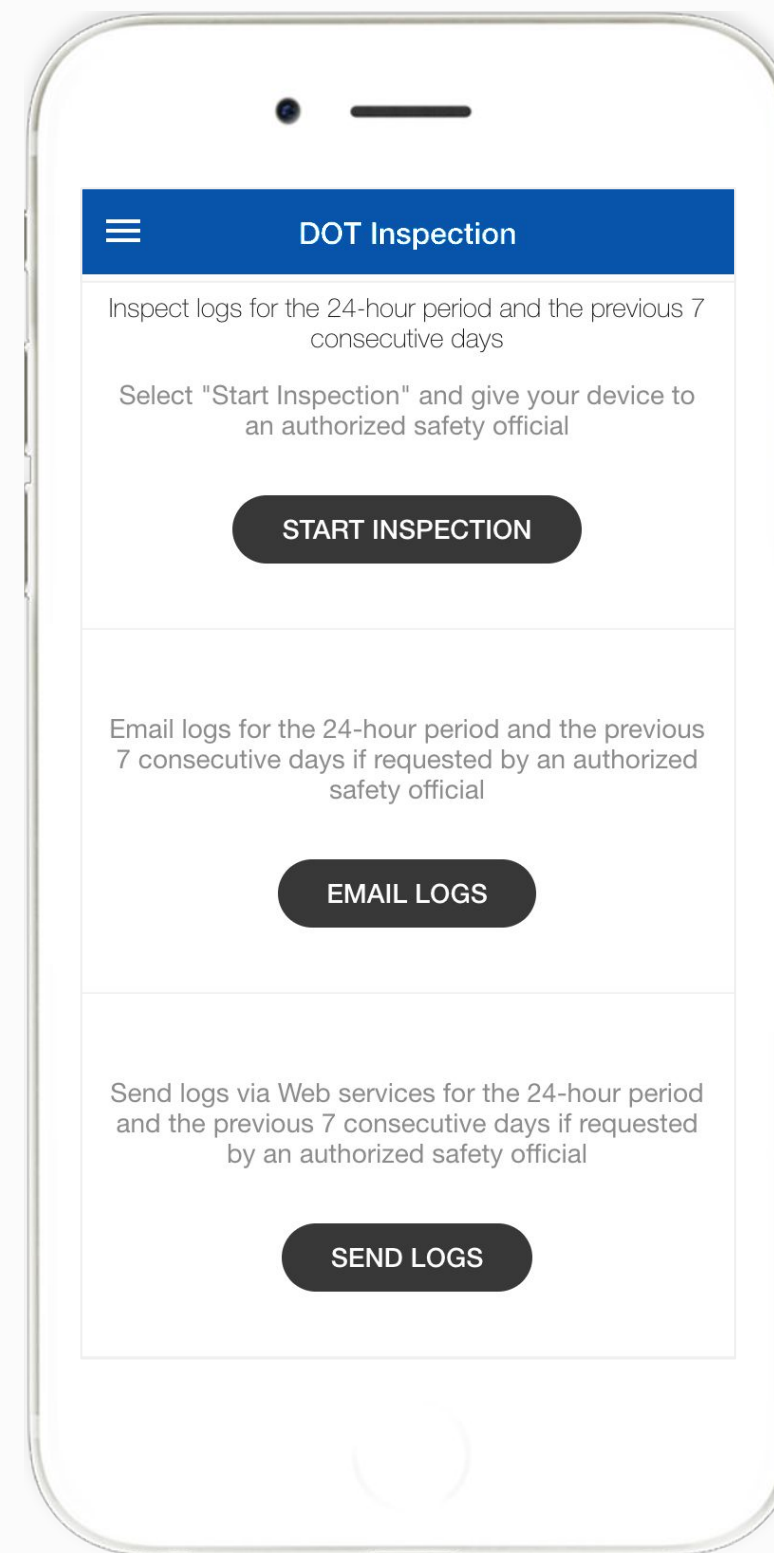 DOT Inspection
Inspect logs for the 24-hour period and the previous 7
consecutive days
Select "Start Inspection" and give your device to
an authorized safety official
START INSPECTION
Email logs for the 24-hour period and the previous
7 consecutive days if requested by an authorized
safety official
EMAIL LOGS
Send logs via Web services for the 24-hour period
and the previous 7 consecutive days if requested
by an authorized safety official
SEND LOGS